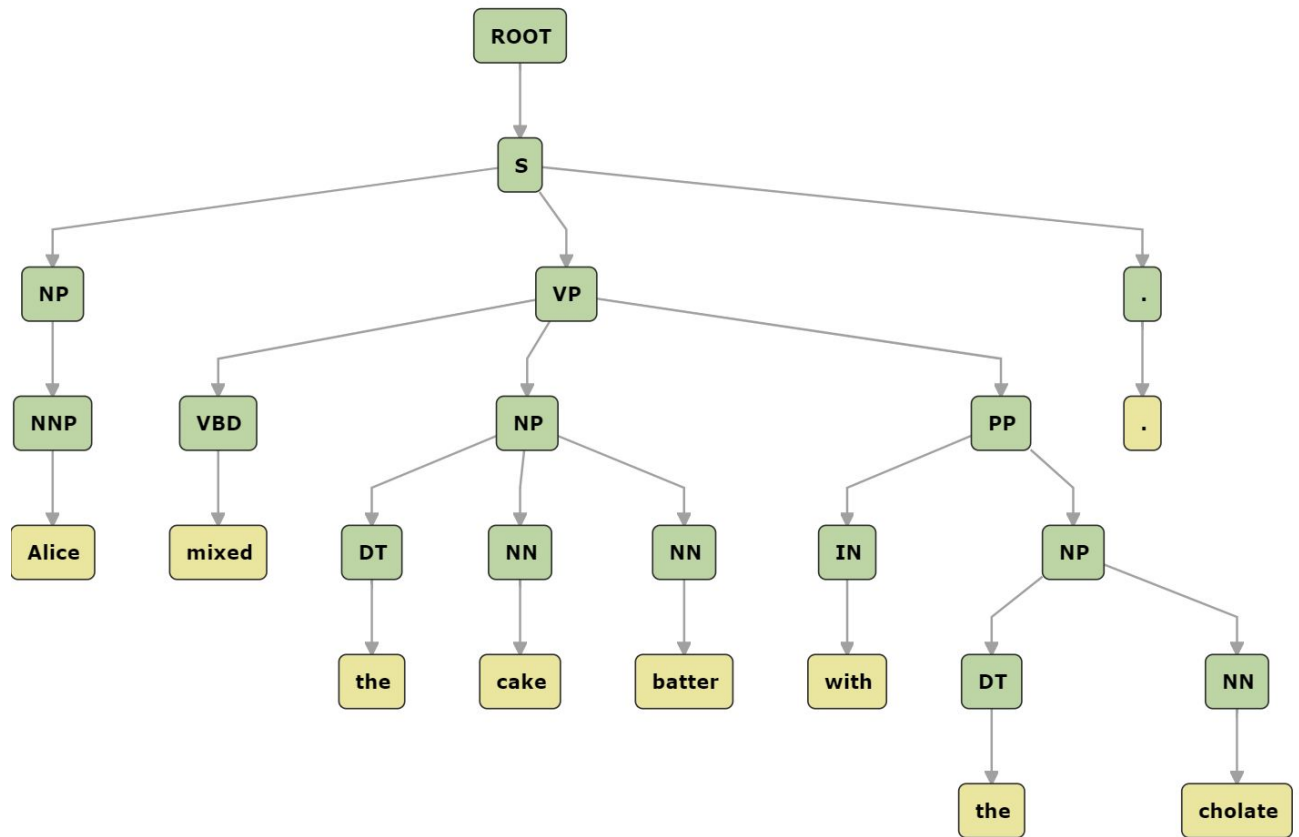 ROOT
S
NP VP .
NNP VBD NP PP .
Alice mixed DT NN NN IN NP
the cake batter with DT NN
the cholate